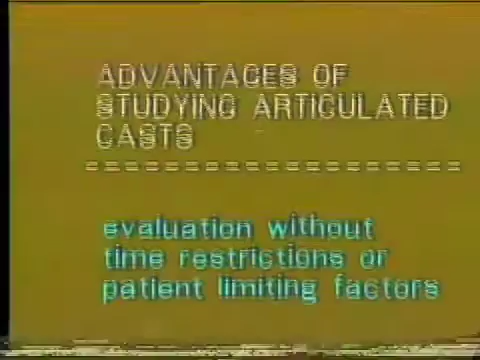 ADVANTAGES OF
STUDYING ARTICULATED
CASTS
====================
evaluation without
time restrictions or
patient limiting factors